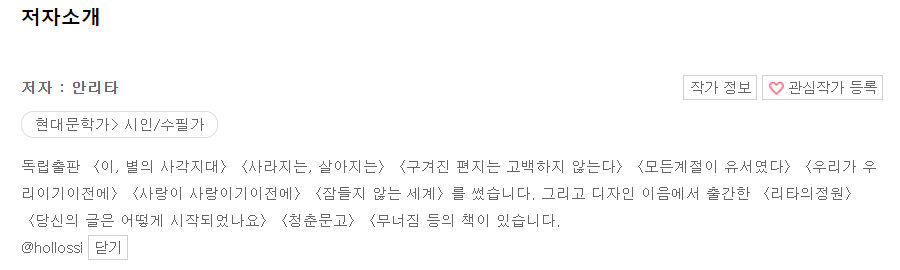 저자소개
저자 : 안리타
작가 정보
관심작가 등록
현대문학가> 시인/수필가
독립출판 〈이, 별의 사각지대〉 〈사라지는, 살아지는〉 〈구겨진 편지는 고백하지 않는다〉 〈모든계절이 유서였다〉 〈우리가 우
리이기이전에〉 〈사랑이 사랑이기이전에〉 〈잠들지 않는 세계〉를 썼습니다. 그리고 디자인 이음에서 출간한 〈리타의정원〉
〈당신의 글은 어떻게 시작되었나요〉 〈청춘문고〉 〈무너짐 등의 책이 있습니다.
@hollossi 닫기